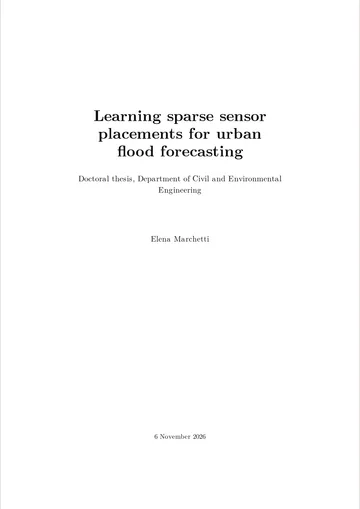 Learning sparse sensor
placements for urban
flood forecasting
Doctoral thesis, Department of Civil and Environmental
Engineering
Elena Marchetti
6 November 2026